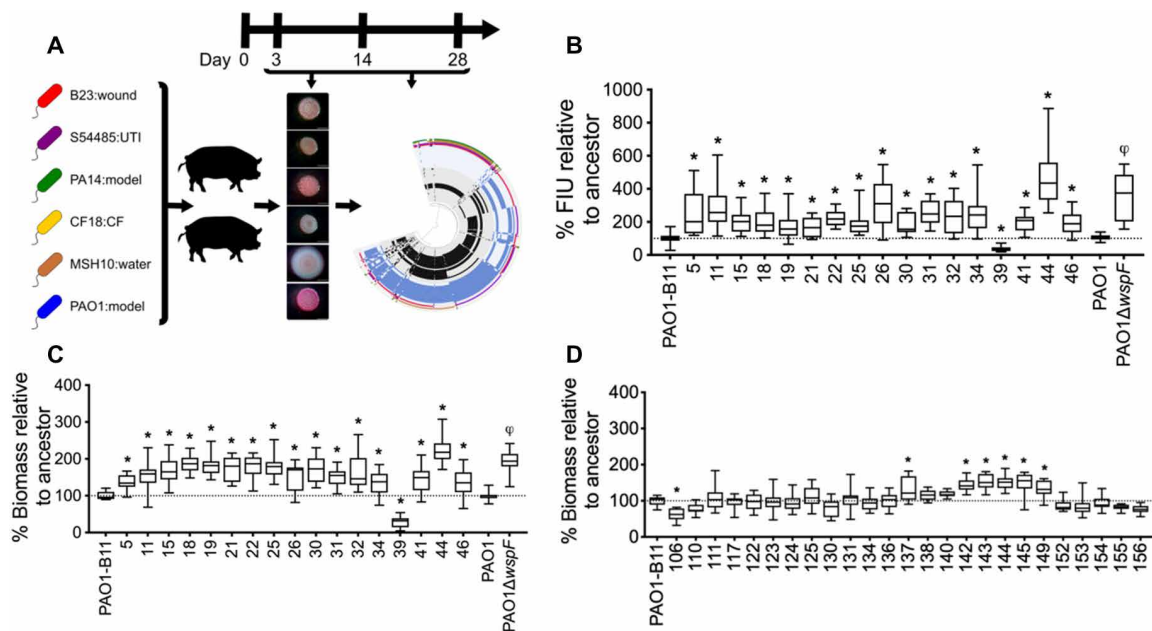 A
Day 0 3 14 28
B23:wound
S54485:UTI
PA14:model
CF18:CF
MSH10:water
PAO1:model
B
% FIU relative
to ancestor
1000
800
600
400
200
0
* * * * * * * * * * * * * * * * * φ
PAO1-B11 5 11 15 18 19 21 22 25 26 30 31 32 34 39 41 44 46 PAO1 PAO1ΔwspF
C
% Biomass relative
to ancestor
400
300
200
100
0
* * * * * * * * * * * * * * * * * φ
PAO1-B11 5 11 15 18 19 21 22 25 26 30 31 32 34 39 41 44 46 PAO1 PAO1ΔwspF
D
% Biomass relative
to ancestor
400
300
200
100
0
* * * * * * *
PAO1-B11 106 110 111 117 122 123 124 125 130 131 134 136 137 138 140 142 143 144 145 149 152 153 154 155 156